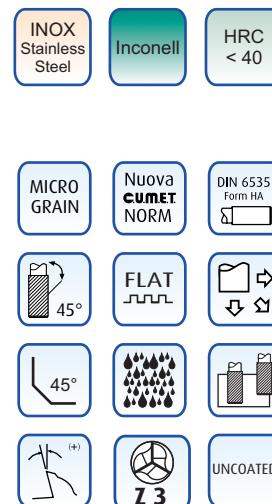 INOX
Stainless
Steel
Inconell
HRC
< 40
MICRO
GRAIN
Nuova
C.U.M.E.T.
NORM
DIN 6535
Form HA
45°
FLAT
45°
(+)
Z 3
UNCOATED